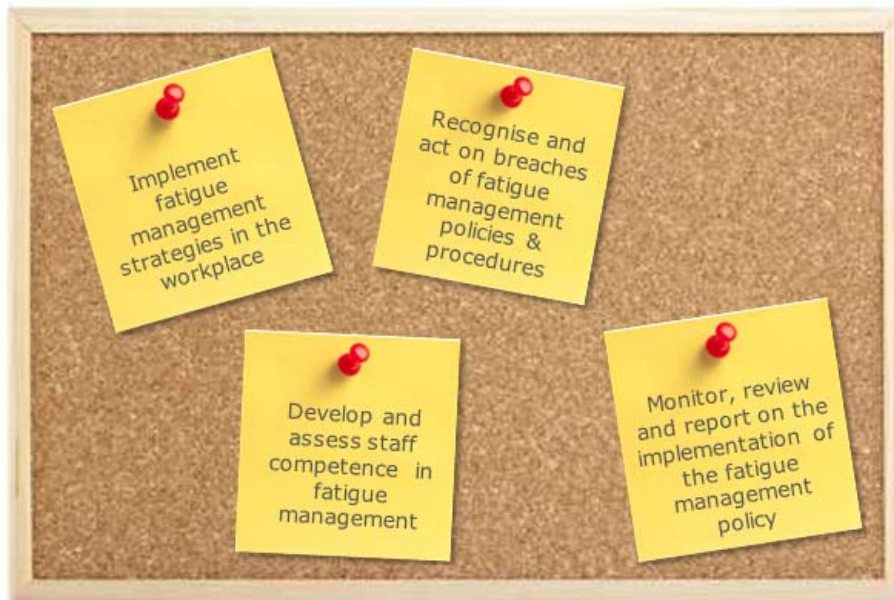 Implement
fatigue
management
strategies in the
workplace
Recognise and
act on breaches
of fatigue
management
policies &
procedures
Develop and
assess staff
competence in
fatigue
management
Monitor, review
and report on the
implementation of
the fatigue
management
policy